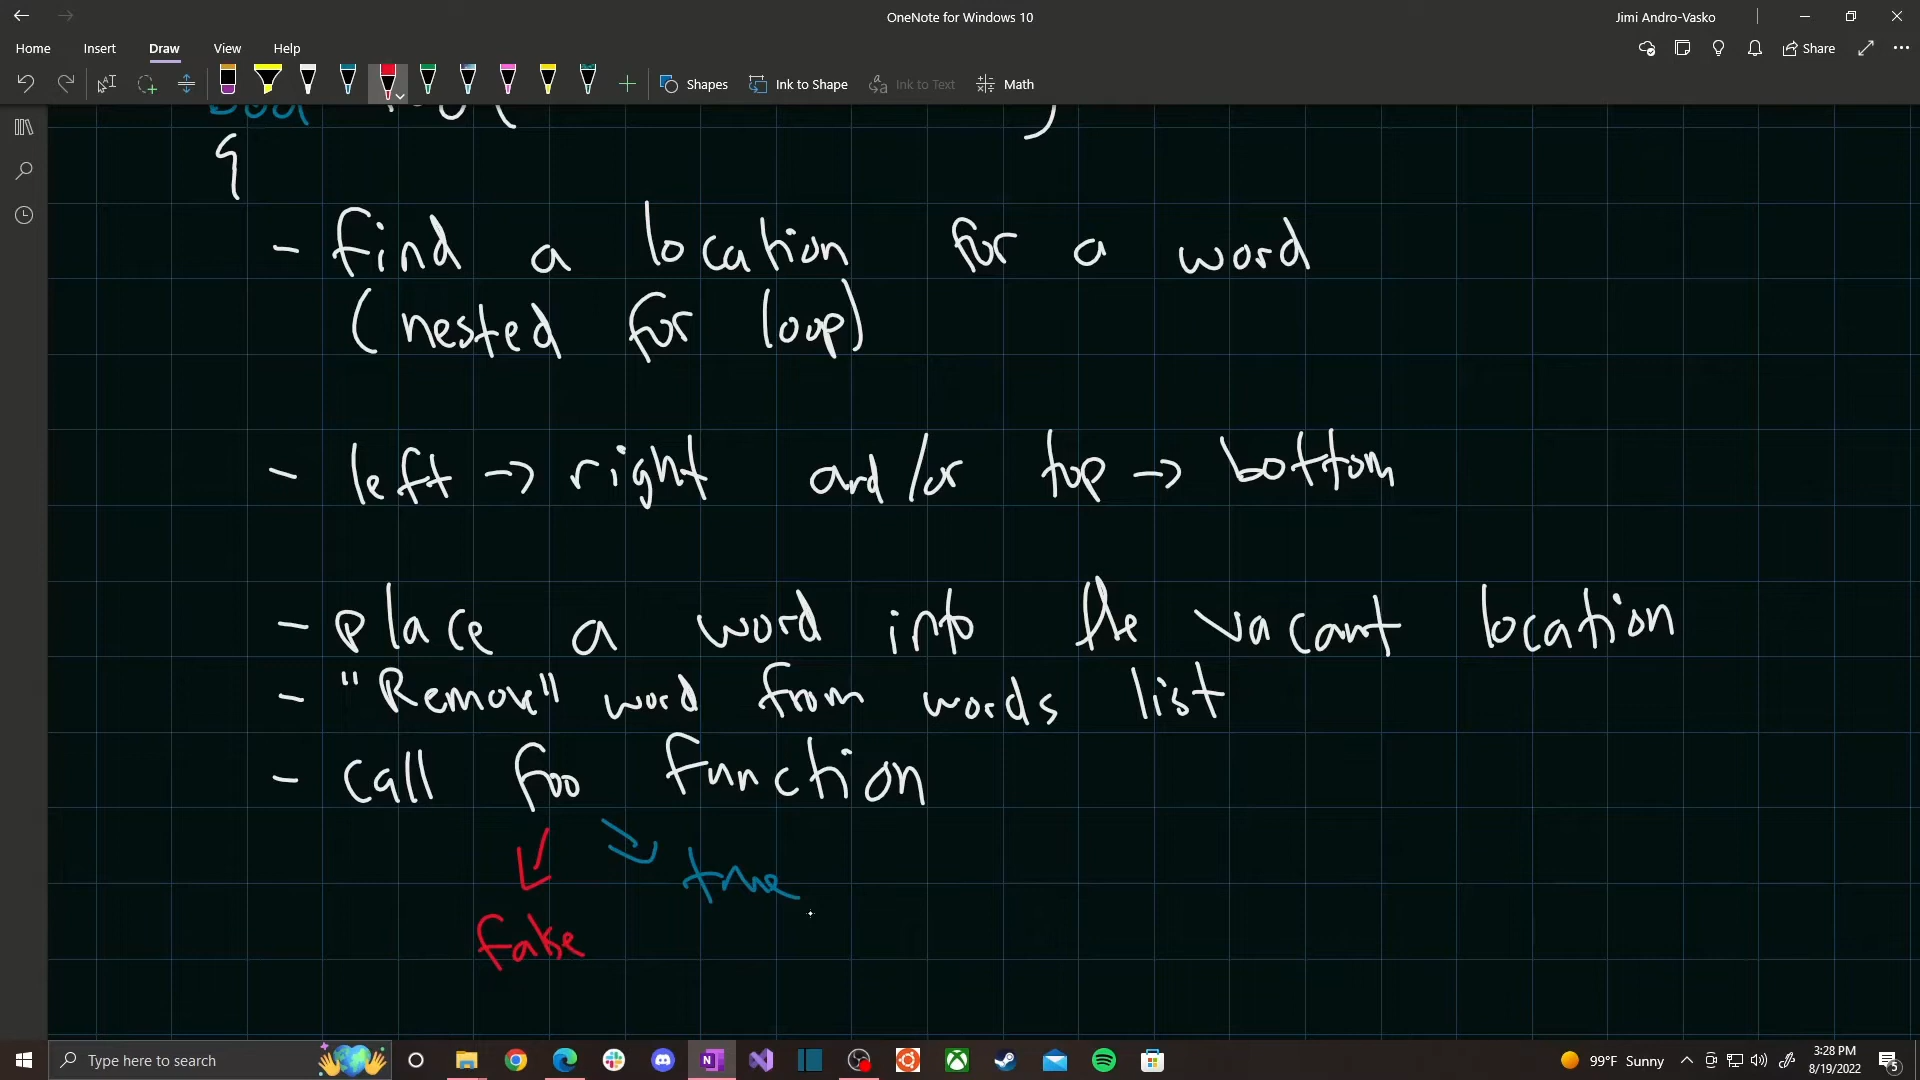 OneNote for Windows 10
Jimi Andro-Vasko
Home Insert Draw View Help
Share
Shapes Ink to Shape Ink to Text Math
{
- find a location for a word
(nested for loop)
- left -> right and/or top -> bottom
- place a word into the vacant location
- "Remove" word from words list
- call foo function
true
false
Type here to search
99°F Sunny
3:28 PM
8/19/2022
5